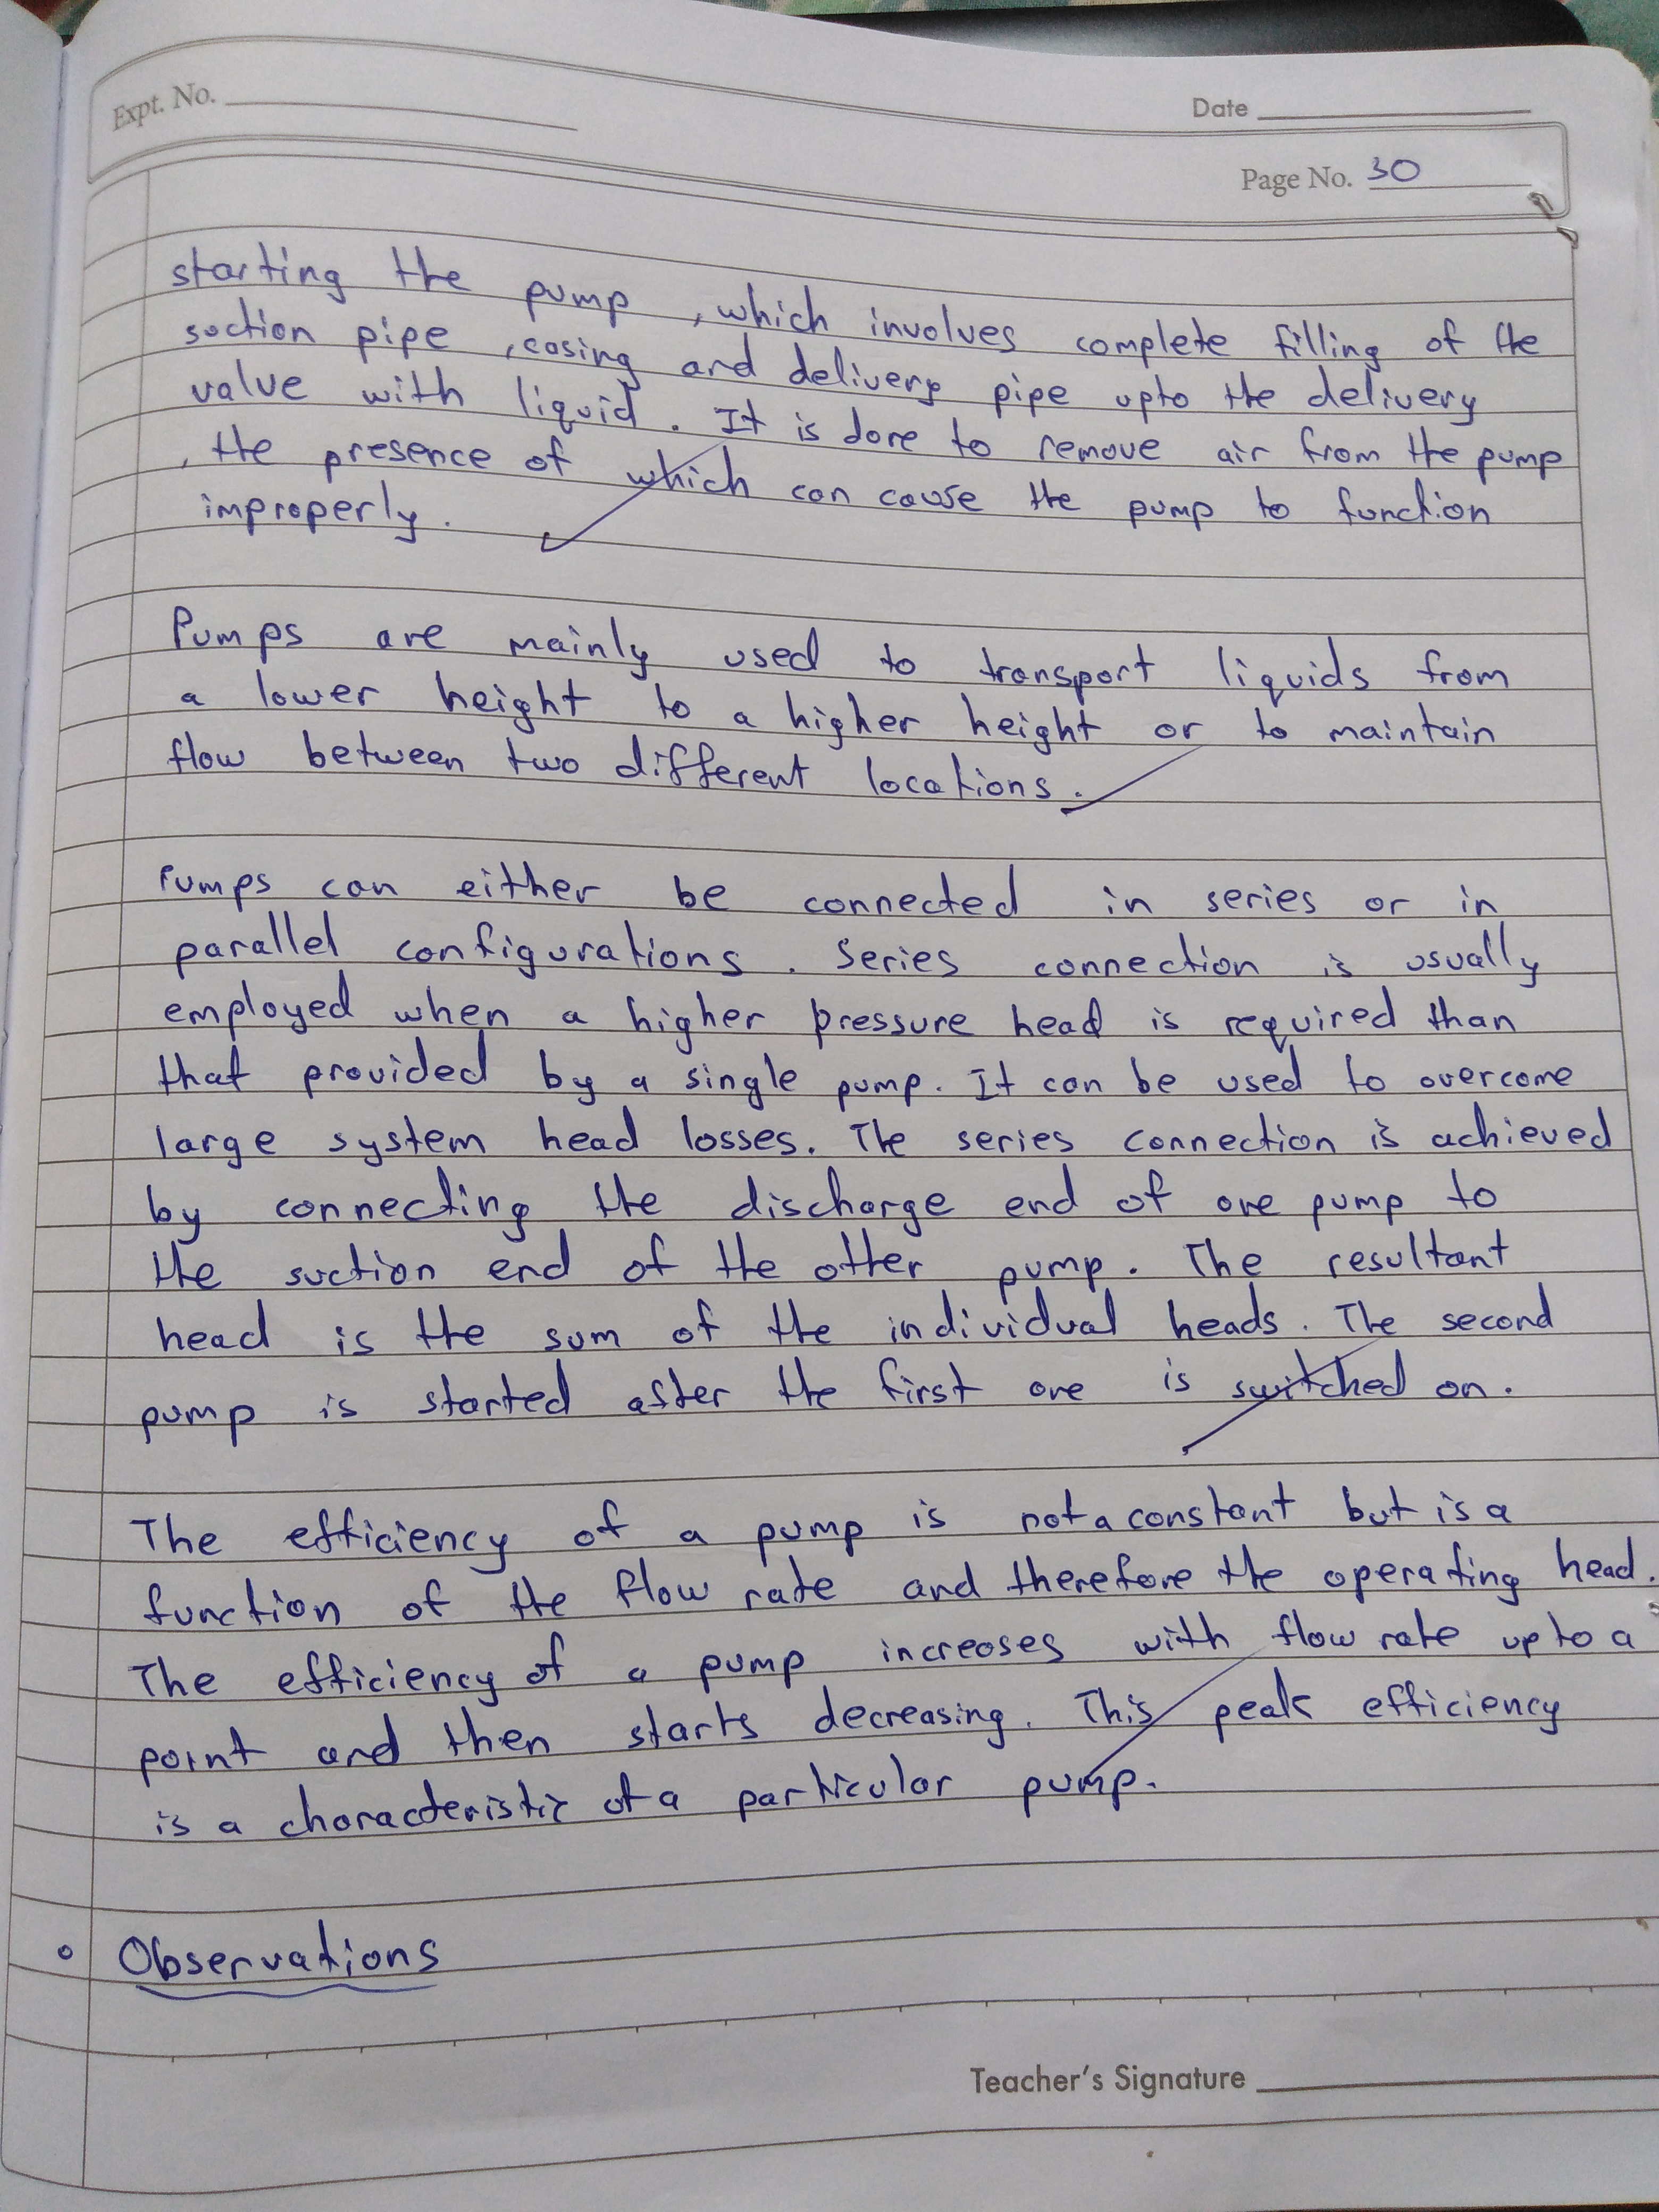 Expt. No.
Date
Page No. 30
starting the pump, which involves complete filling of the
suction pipe, casing and delivery pipe upto the delivery
value with liquid. It is done to remove air from the pump
, the presence of which can cause the pump to function
improperly.
Pumps are mainly used to transport liquids from
a lower height to a higher height or to maintain
flow between two different locations.
Pumps can either be connected in series or in
parallel configurations. Series connection is usually
employed when a higher pressure head is required than
that provided by a single pump. It can be used to overcome
large system head losses. The series connection is achieved
by connecting the discharge end of one pump to
the suction end of the other pump. The resultant
head is the sum of the individual heads. The second
pump is started after the first one is switched on.
The efficiency of a pump is not a constant but is a
function of the flow rate and therefore the operating head.
The efficiency of a pump increases with flow rate upto a
point and then starts decreasing. This peak efficiency
is a characteristic of a particular pump.
Observations
Teacher's Signature